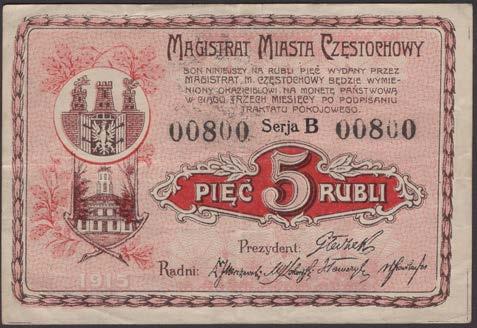 MAGISTRAT MIASTA CZĘSTOCHOWY
BON NINIEJSZY NA RUBLI PIĘĆ WYDANY PRZEZ
MAGISTRAT M. CZĘSTOCHOWY BĘDZIE WYMIE-
NIONY OKAZICIELOWI NA MONETĘ PAŃSTWOWĄ
W CIĄGU TRZECH MIESIĘCY PO PODPISANIU
TRAKTATU POKOJOWEGO.
00800 Serja B 00800
PIĘĆ 5 RUBLI
Prezydent:
Radni:
1915